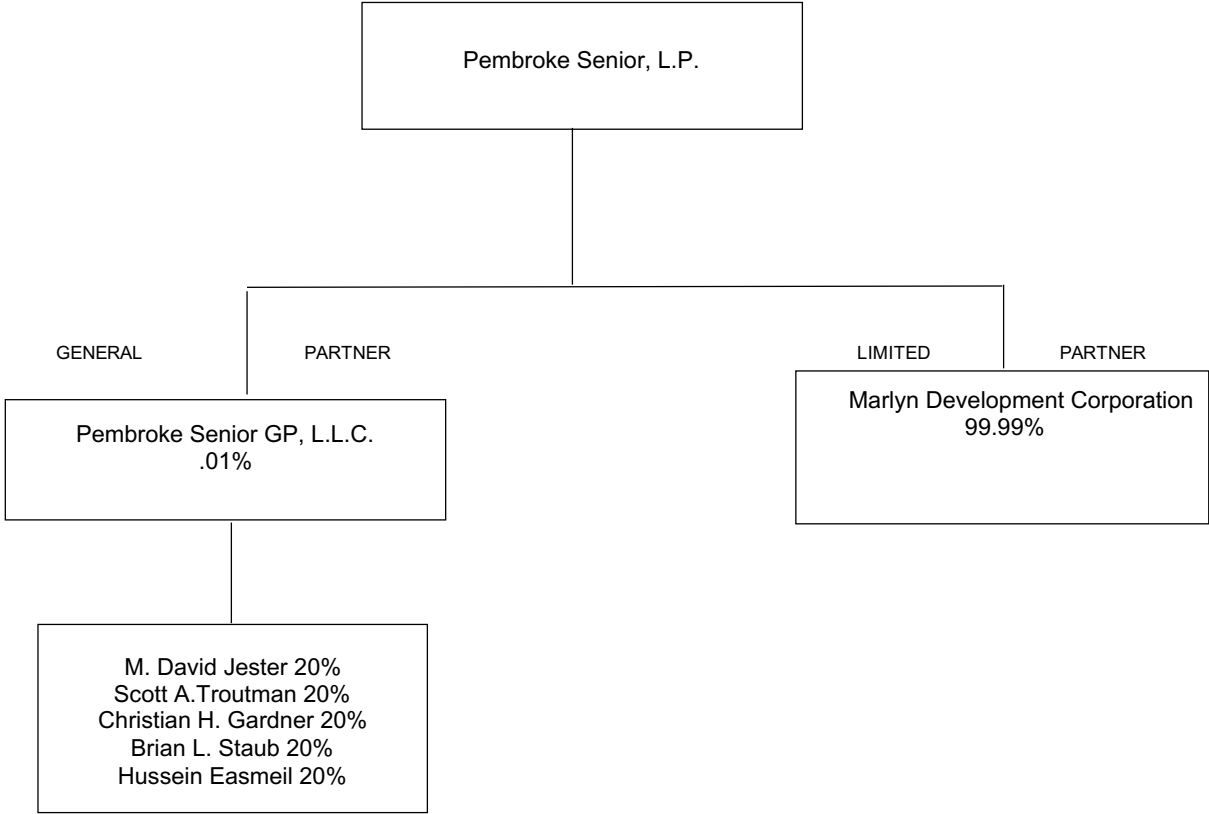 Pembroke Senior, L.P.
GENERAL PARTNER
LIMITED PARTNER
Pembroke Senior GP, L.L.C.
.01%
Marlyn Development Corporation
99.99%
M. David Jester 20%
Scott A.Troutman 20%
Christian H. Gardner 20%
Brian L. Staub 20%
Hussein Easmeil 20%